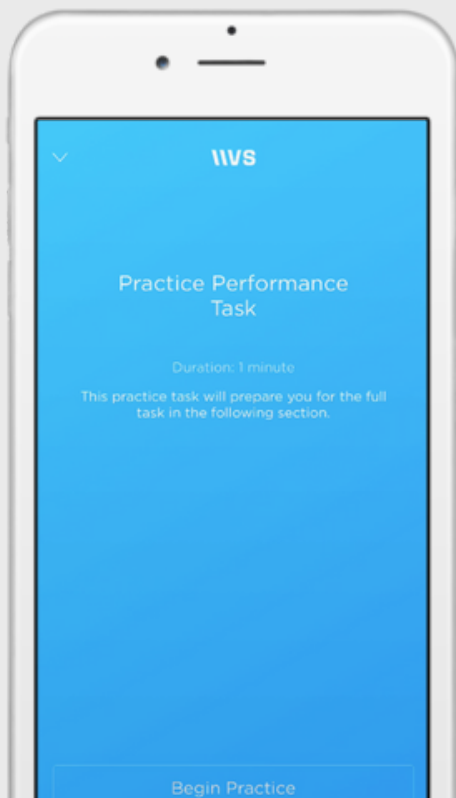 \\VS
Practice Performance
Task
Duration: 1 minute
This practice task will prepare you for the full
task in the following section.
Begin Practice